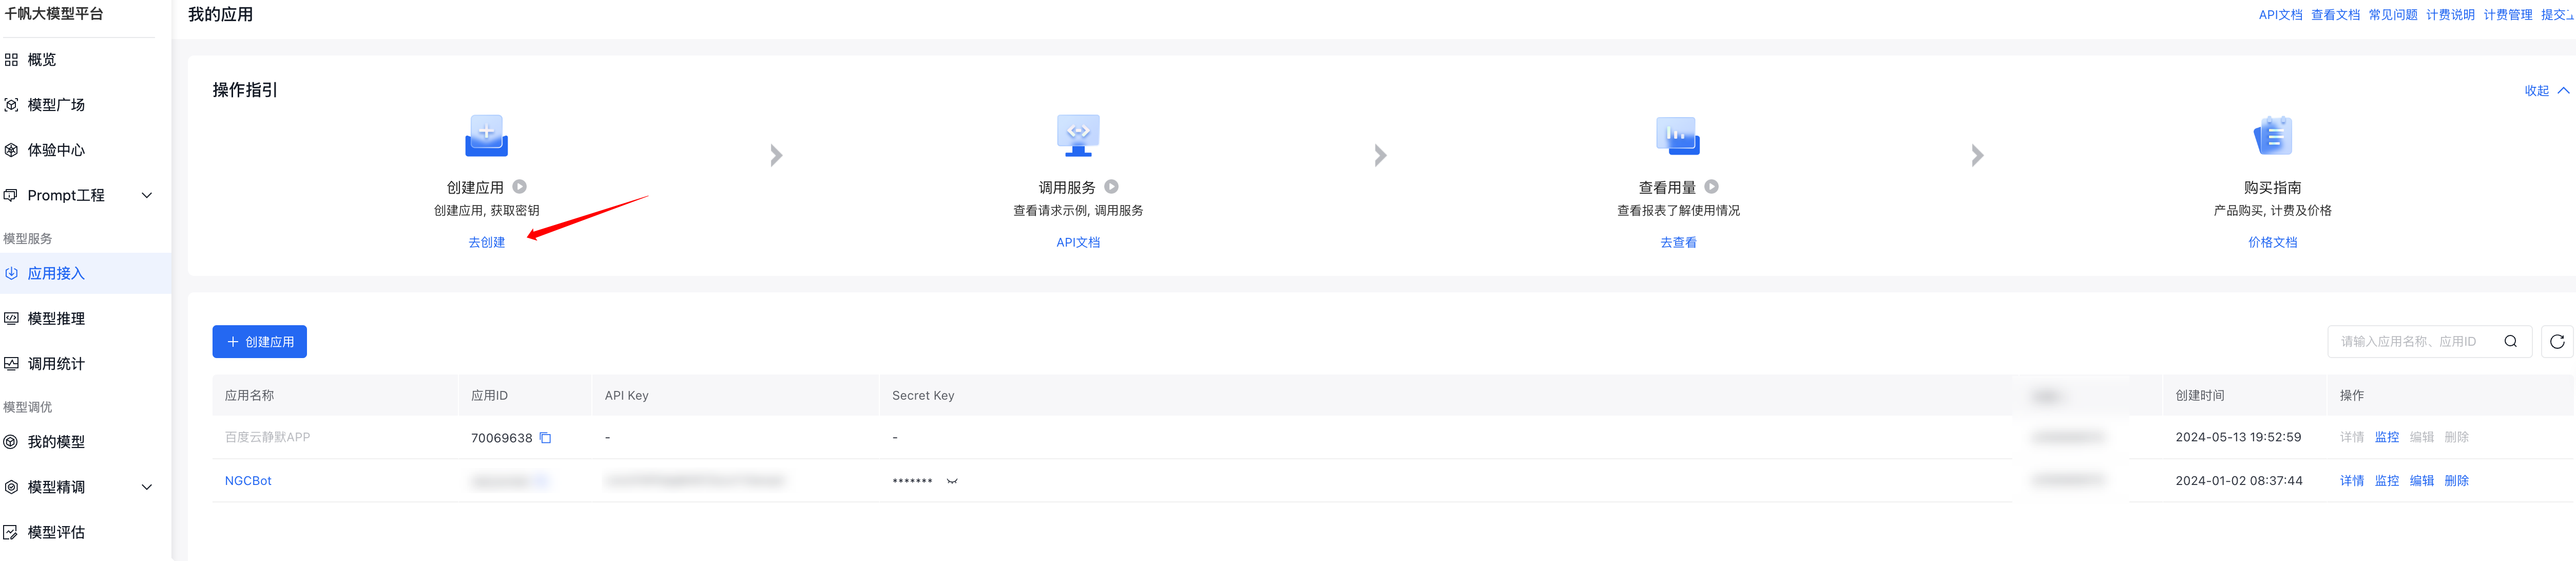 千帆大模型平台
我的应用
API文档 查看文档 常见问题 计费说明 计费管理 提交
概览
模型广场
体验中心
Prompt工程
模型服务
应用接入
模型推理
调用统计
模型调优
我的模型
模型精调
模型评估
操作指引
收起
创建应用
创建应用, 获取密钥
去创建
调用服务
查看请求示例, 调用服务
API文档
查看用量
查看报表了解使用情况
去查看
购买指南
产品购买, 计费及价格
价格文档
创建应用
请输入应用名称、应用ID
应用名称 应用ID API Key Secret Key 创建时间 操作
百度云静默APP 70069638 - - 2024-05-13 19:52:59 详情 监控 编辑 删除
NGCBot ******* 2024-01-02 08:37:44 详情 监控 编辑 删除